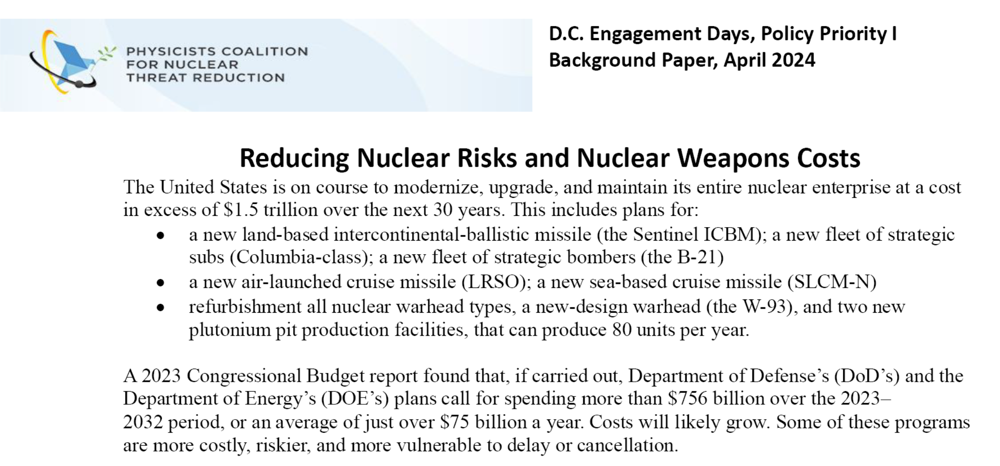 PHYSICISTS COALITION
FOR NUCLEAR
THREAT REDUCTION
D.C. Engagement Days, Policy Priority I
Background Paper, April 2024
Reducing Nuclear Risks and Nuclear Weapons Costs
The United States is on course to modernize, upgrade, and maintain its entire nuclear enterprise at a cost
in excess of $1.5 trillion over the next 30 years. This includes plans for:
• a new land-based intercontinental-ballistic missile (the Sentinel ICBM); a new fleet of strategic
subs (Columbia-class); a new fleet of strategic bombers (the B-21)
• a new air-launched cruise missile (LRSO); a new sea-based cruise missile (SLCM-N)
• refurbishment all nuclear warhead types, a new-design warhead (the W-93), and two new
plutonium pit production facilities, that can produce 80 units per year.
A 2023 Congressional Budget report found that, if carried out, Department of Defense’s (DoD’s) and the
Department of Energy’s (DOE’s) plans call for spending more than $756 billion over the 2023–
2032 period, or an average of just over $75 billion a year. Costs will likely grow. Some of these programs
are more costly, riskier, and more vulnerable to delay or cancellation.